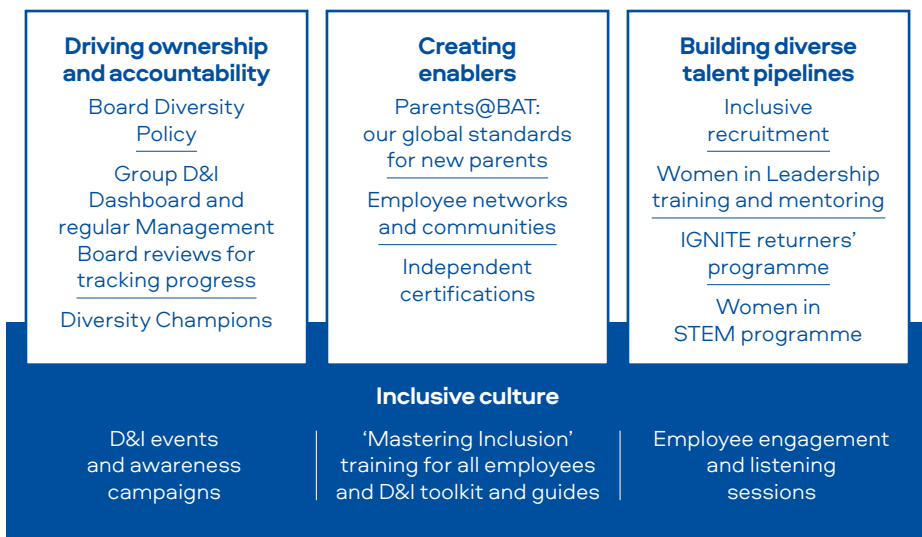 Driving ownership
and accountability
Board Diversity
Policy
Group D&I
Dashboard and
regular Management
Board reviews for
tracking progress
Diversity Champions
Creating
enablers
Parents@BAT:
our global standards
for new parents
Employee networks
and communities
Independent
certifications
Building diverse
talent pipelines
Inclusive
recruitment
Women in Leadership
training and mentoring
IGNITE returners’
programme
Women in
STEM programme
Inclusive culture
D&I events
and awareness
campaigns
‘Mastering Inclusion’
training for all employees
and D&I toolkit and guides
Employee engagement
and listening
sessions